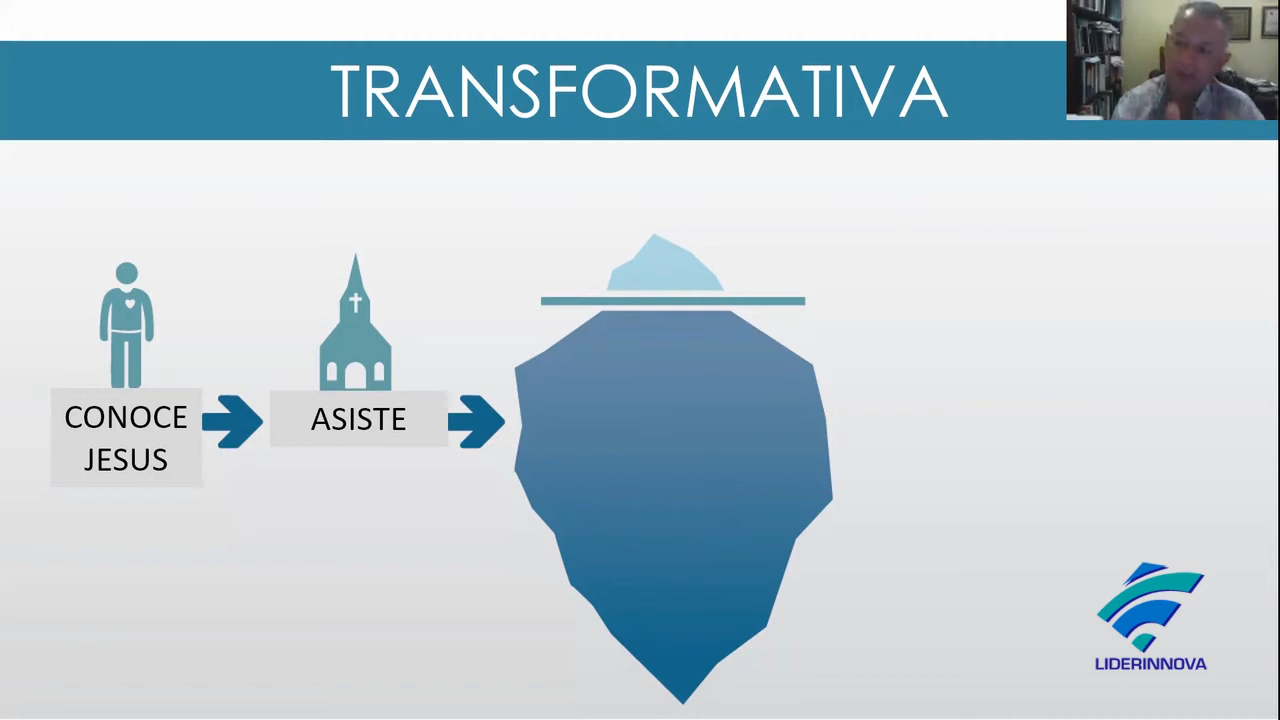 TRANSFORMATIVA
CONOCE
JESUS
ASISTE
LIDERINNOVA